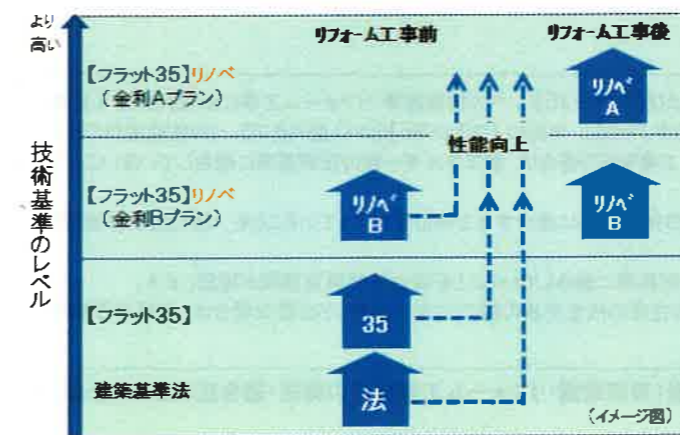 より
高い
リフォーム工事前
リフォーム工事後
技術基準のレベル
【フラット35】リノベ
（金利Aプラン）
リノベ
A
性能向上
【フラット35】リノベ
（金利Bプラン）
リノベ
B
リノベ
B
【フラット35】
35
建築基準法
法
（イメージ図）